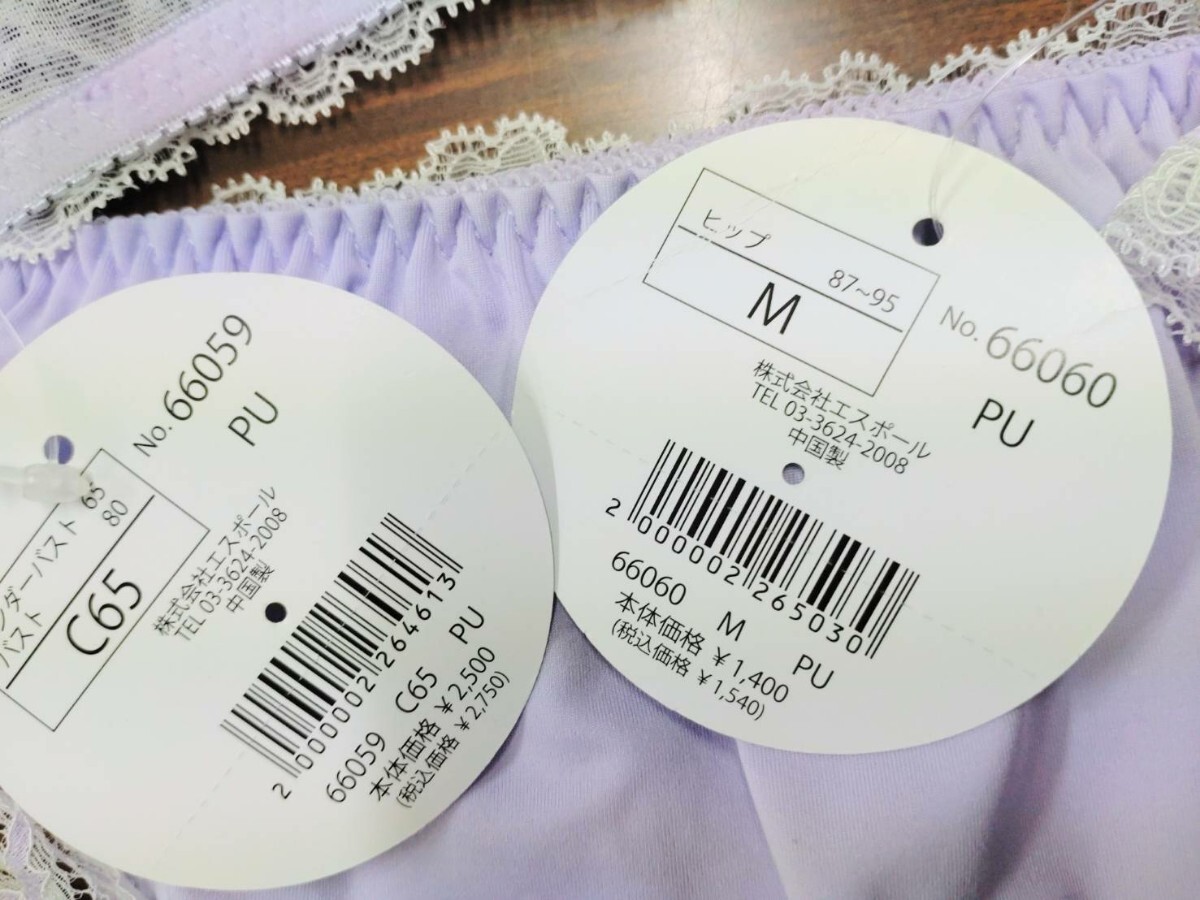 No. 66059
PU
ンダーバスト 65
バスト 80
C65
株式会社エスポール
TEL 03-3624-2008
中国製
2 000002 264613
66059 C65 PU
本体価格 ¥2,500
(税込価格 ¥2,750)
ヒップ 87~95
M
No. 66060
PU
株式会社エスポール
TEL 03-3624-2008
中国製
2 000002 265030
66060 M PU
本体価格 ¥1,400
(税込価格 ¥1,540)